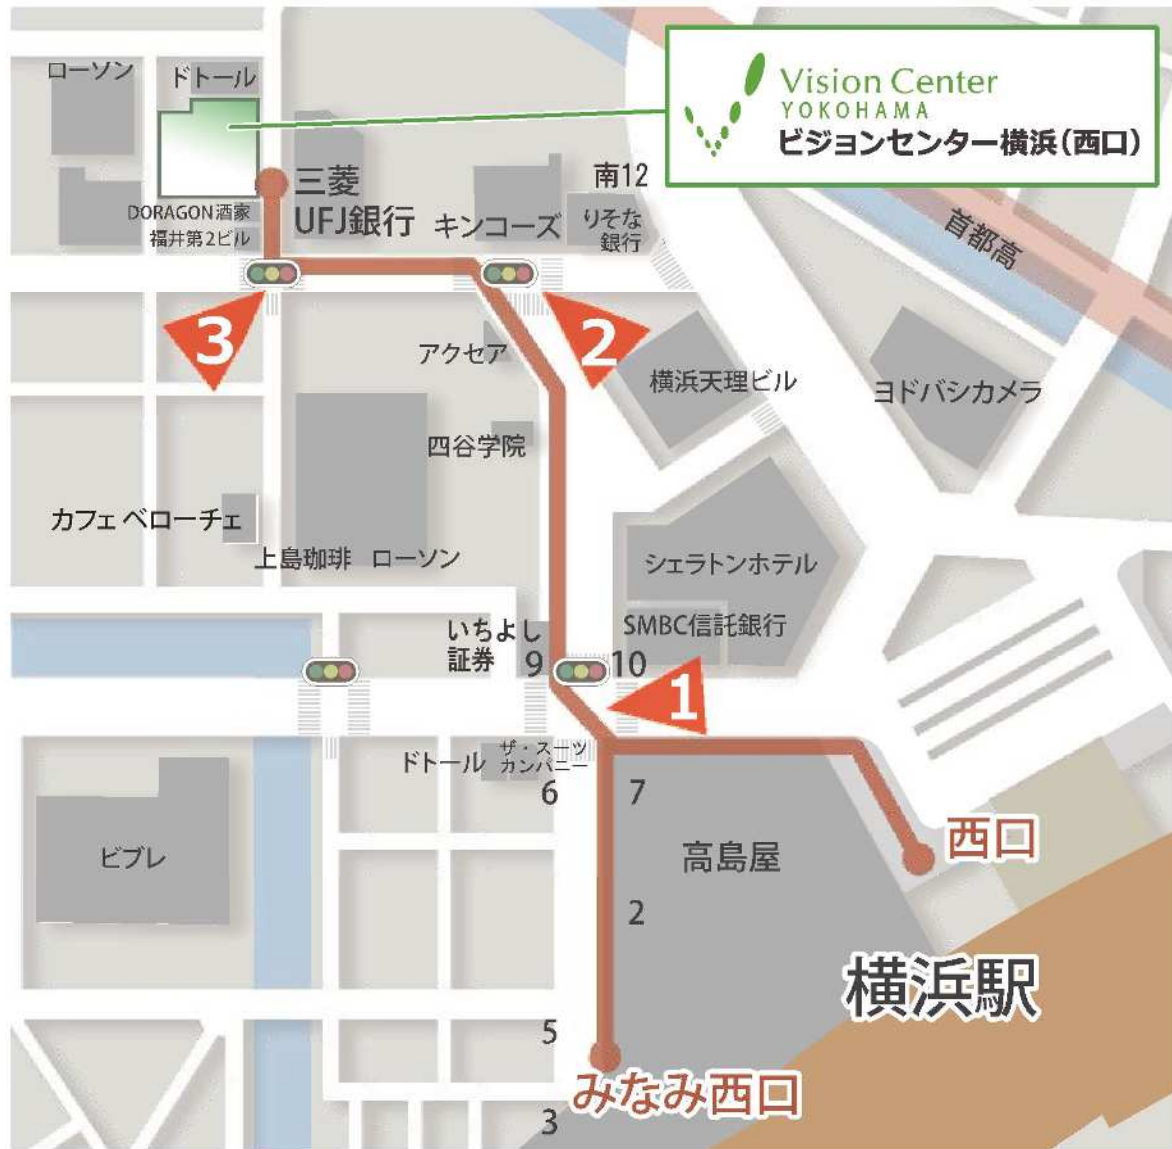 ローソン
ドトール
Vision Center
YOKOHAMA
ビジョンセンター横浜(西口)
DORAGON酒家
福井第2ビル
三菱
UFJ銀行
キンコーズ
南12
りそな
銀行
首都高
3
2
アクセア
横浜天理ビル
ヨドバシカメラ
四谷学院
カフェ ベローチェ
上島珈琲
ローソン
シェラトンホテル
SMBC信託銀行
いちよし
証券
9
10
1
ドトール
ザ・スーツ
カンパニー
6
7
ビブレ
高島屋
西口
2
横浜駅
5
みなみ西口
3